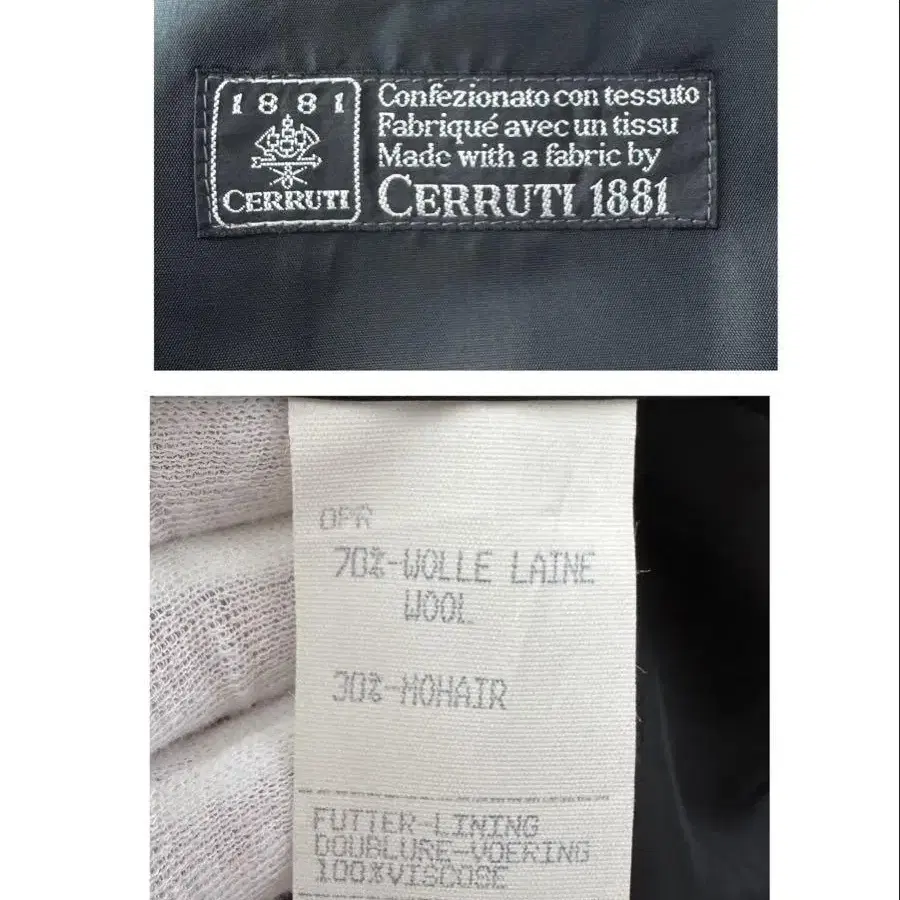 1881
CERRUTI
Confezionato con tessuto
Fabriqué avec un tissu
Made with a fabric by
CERRUTI 1881
OPR
70%-WOLLE LAINE
WOOL
30%-MOHAIR
FUTTER-LINING
DOUBLURE-VOERING
100%VISCOSE